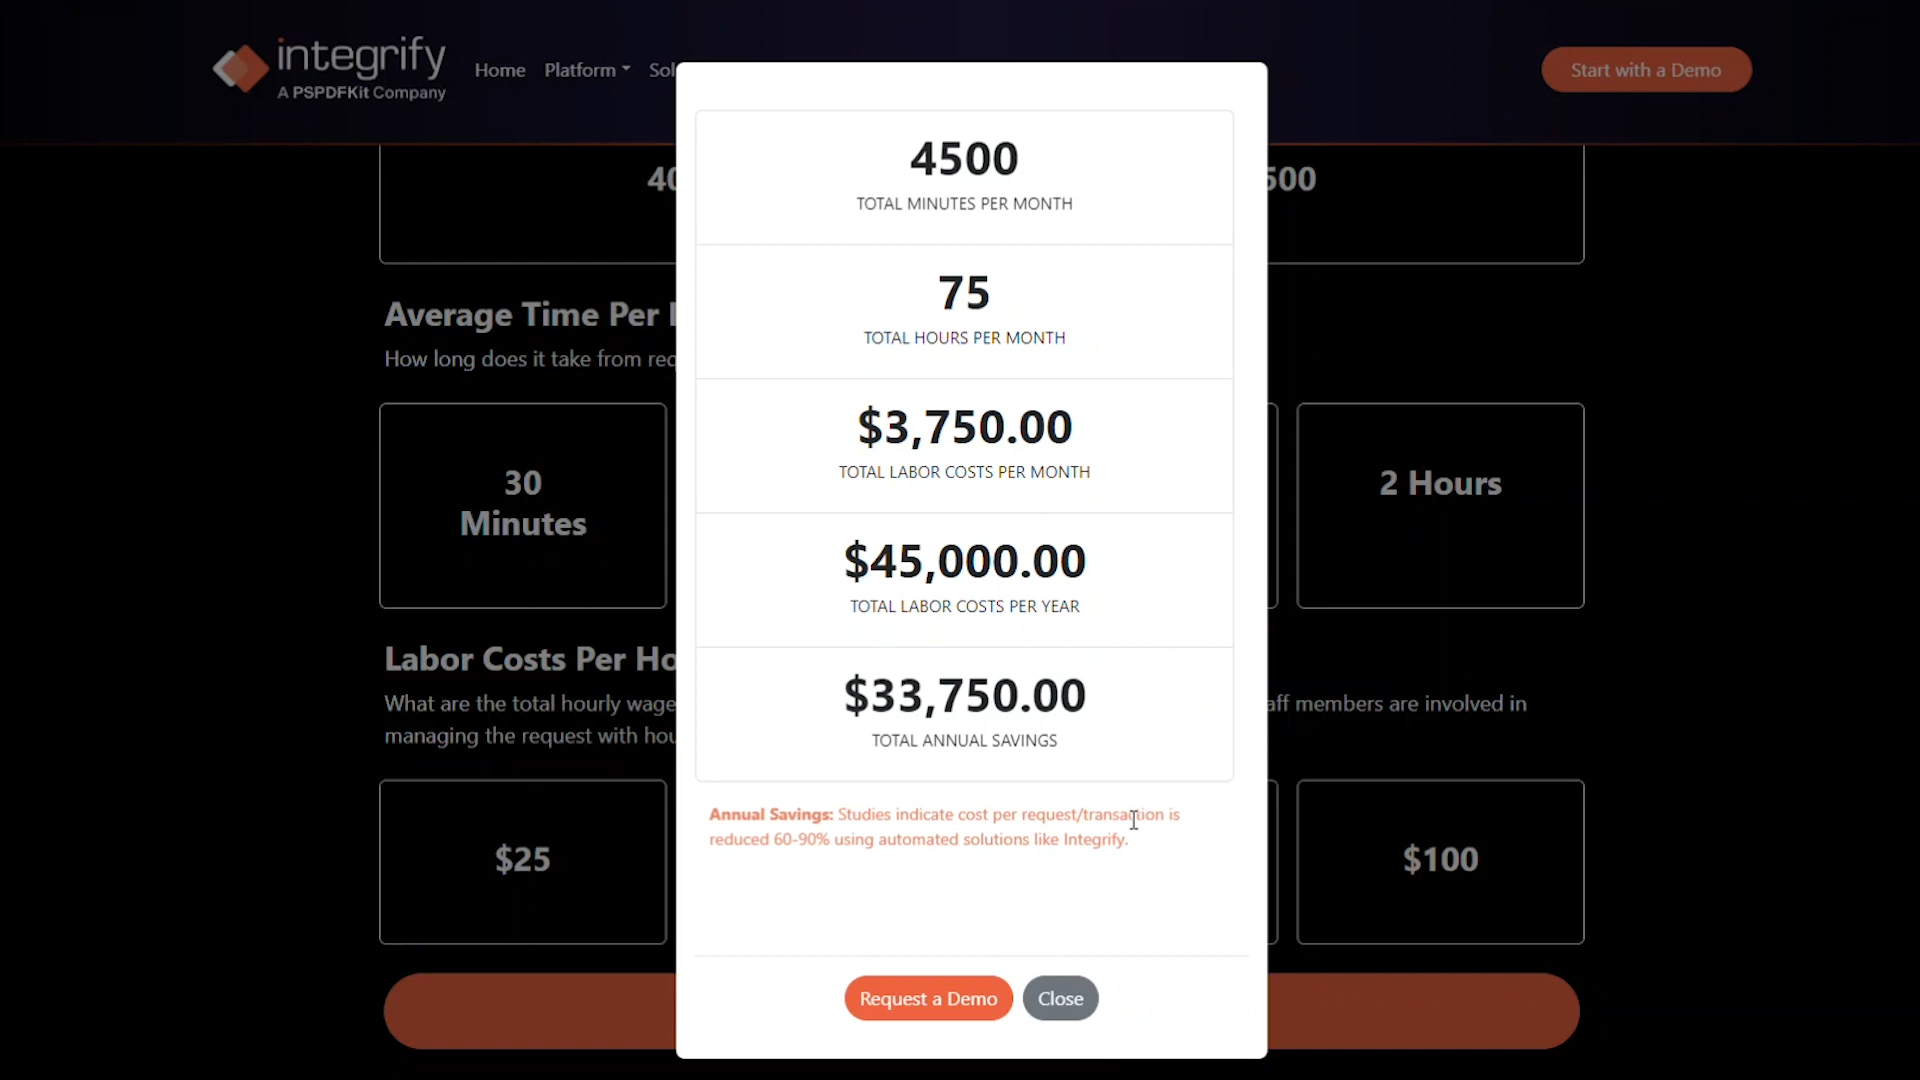 integrify
A PSPDFKit Company
Home
Platform
Sol
Start with a Demo
40
500
Average Time Per
How long does it take from req
30
Minutes
2 Hours
Labor Costs Per Ho
What are the total hourly wage
aff members are involved in
managing the request with hou
$25
$100
4500
TOTAL MINUTES PER MONTH
75
TOTAL HOURS PER MONTH
$3,750.00
TOTAL LABOR COSTS PER MONTH
$45,000.00
TOTAL LABOR COSTS PER YEAR
$33,750.00
TOTAL ANNUAL SAVINGS
Annual Savings: Studies indicate cost per request/transaction is
reduced 60-90% using automated solutions like Integrify.
Request a Demo
Close